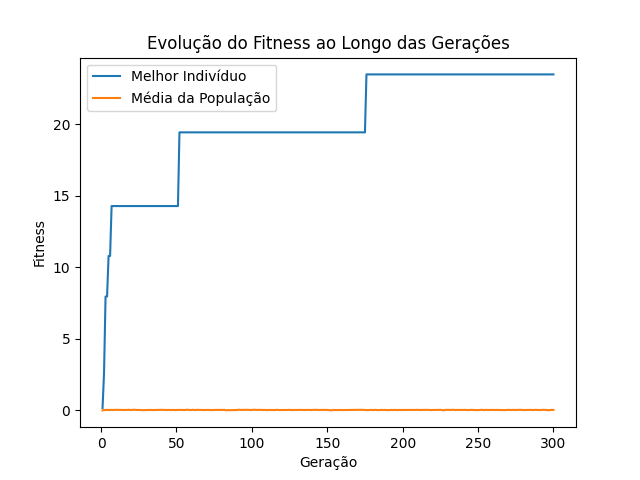 Evolução do Fitness ao Longo das Gerações
Melhor Indivíduo
Média da População
Fitness
20
15
10
5
0
0 50 100 150 200 250 300
Geração